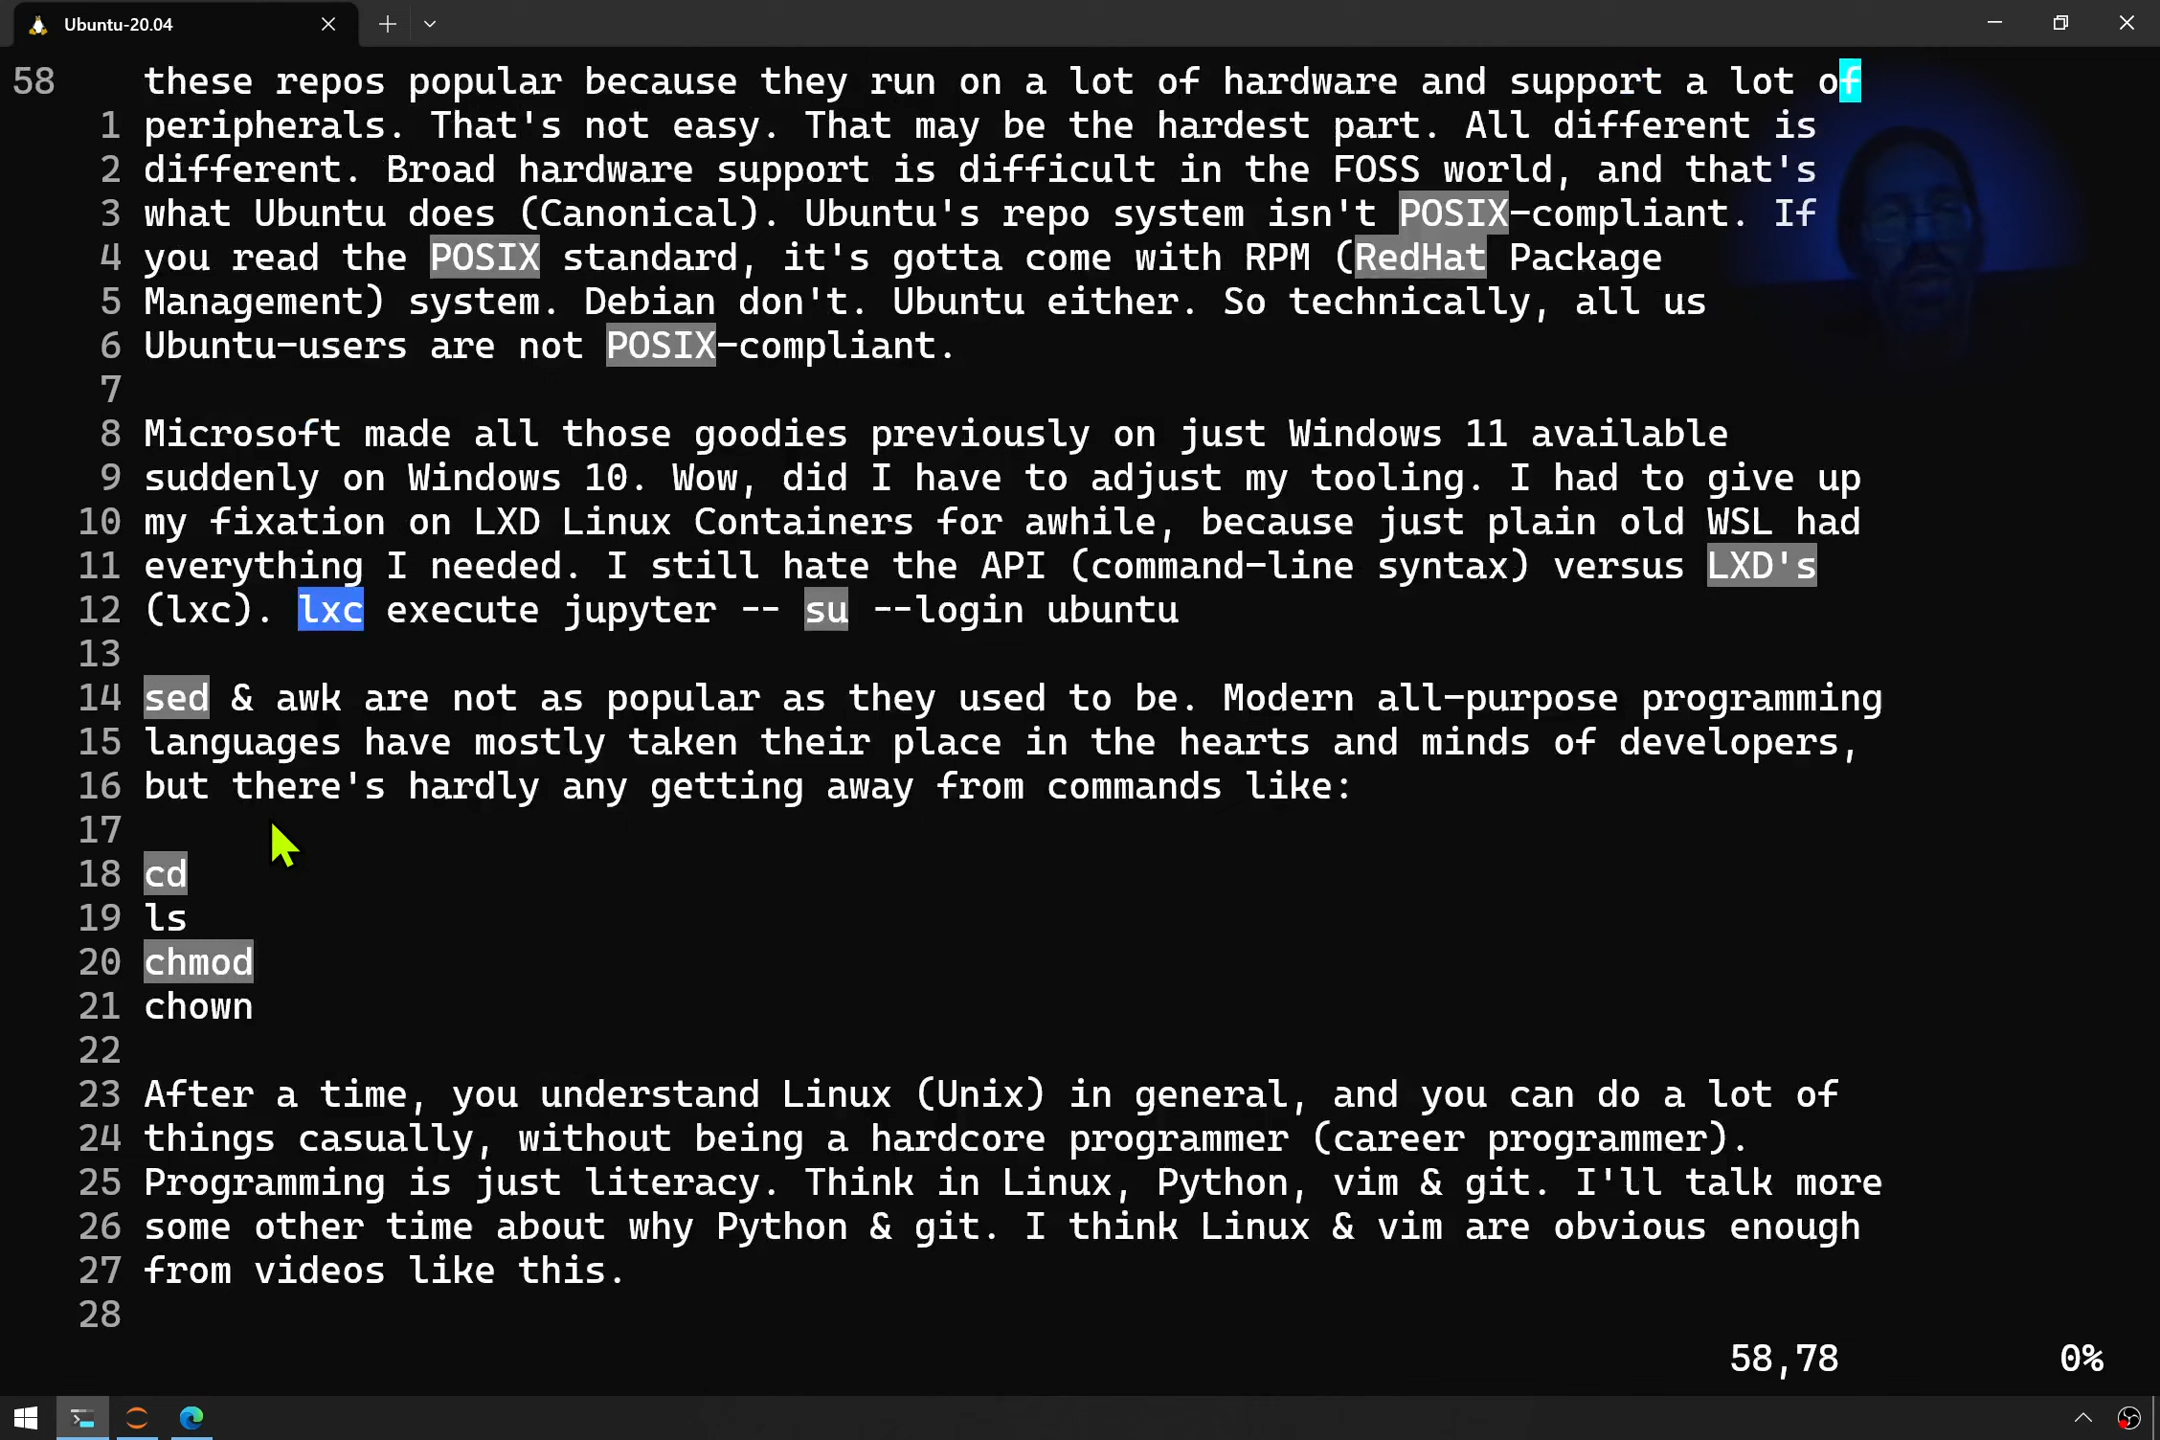 Ubuntu-20.04
58 these repos popular because they run on a lot of hardware and support a lot of
1 peripherals. That's not easy. That may be the hardest part. All different is
2 different. Broad hardware support is difficult in the FOSS world, and that's
3 what Ubuntu does (Canonical). Ubuntu's repo system isn't POSIX-compliant. If
4 you read the POSIX standard, it's gotta come with RPM (RedHat Package
5 Management) system. Debian don't. Ubuntu either. So technically, all us
6 Ubuntu-users are not POSIX-compliant.
7
8 Microsoft made all those goodies previously on just Windows 11 available
9 suddenly on Windows 10. Wow, did I have to adjust my tooling. I had to give up
10 my fixation on LXD Linux Containers for awhile, because just plain old WSL had
11 everything I needed. I still hate the API (command-line syntax) versus LXD's
12 (lxc). lxc execute jupyter -- su --login ubuntu
13
14 sed & awk are not as popular as they used to be. Modern all-purpose programming
15 languages have mostly taken their place in the hearts and minds of developers,
16 but there's hardly any getting away from commands like:
17
18 cd
19 ls
20 chmod
21 chown
22
23 After a time, you understand Linux (Unix) in general, and you can do a lot of
24 things casually, without being a hardcore programmer (career programmer).
25 Programming is just literacy. Think in Linux, Python, vim & git. I'll talk more
26 some other time about why Python & git. I think Linux & vim are obvious enough
27 from videos like this.
28
58,78 0%